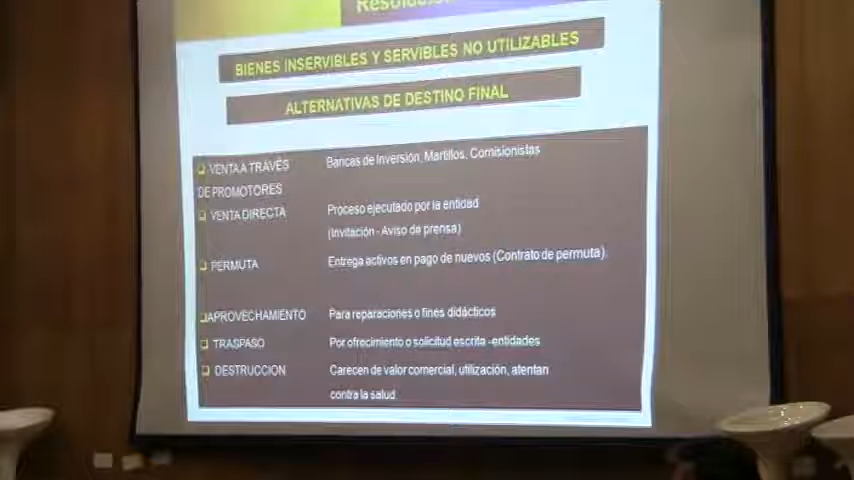 BIENES INSERVIBLES Y SERVIBLES NO UTILIZABLES
ALTERNATIVAS DE DESTINO FINAL
VENTA A TRAVÉS DE PROMOTORES Bancas de Inversión, Martillos, Comisionistas
VENTA DIRECTA Proceso ejecutado por la entidad
(Invitación - Aviso de prensa)
PERMUTA Entrega activos en pago de nuevos (Contrato de permuta)
APROVECHAMIENTO Para reparaciones o fines didácticos
TRASPASO Por ofrecimiento o solicitud escrita -entidades
DESTRUCCION Carecen de valor comercial, utilización, atentan
contra la salud